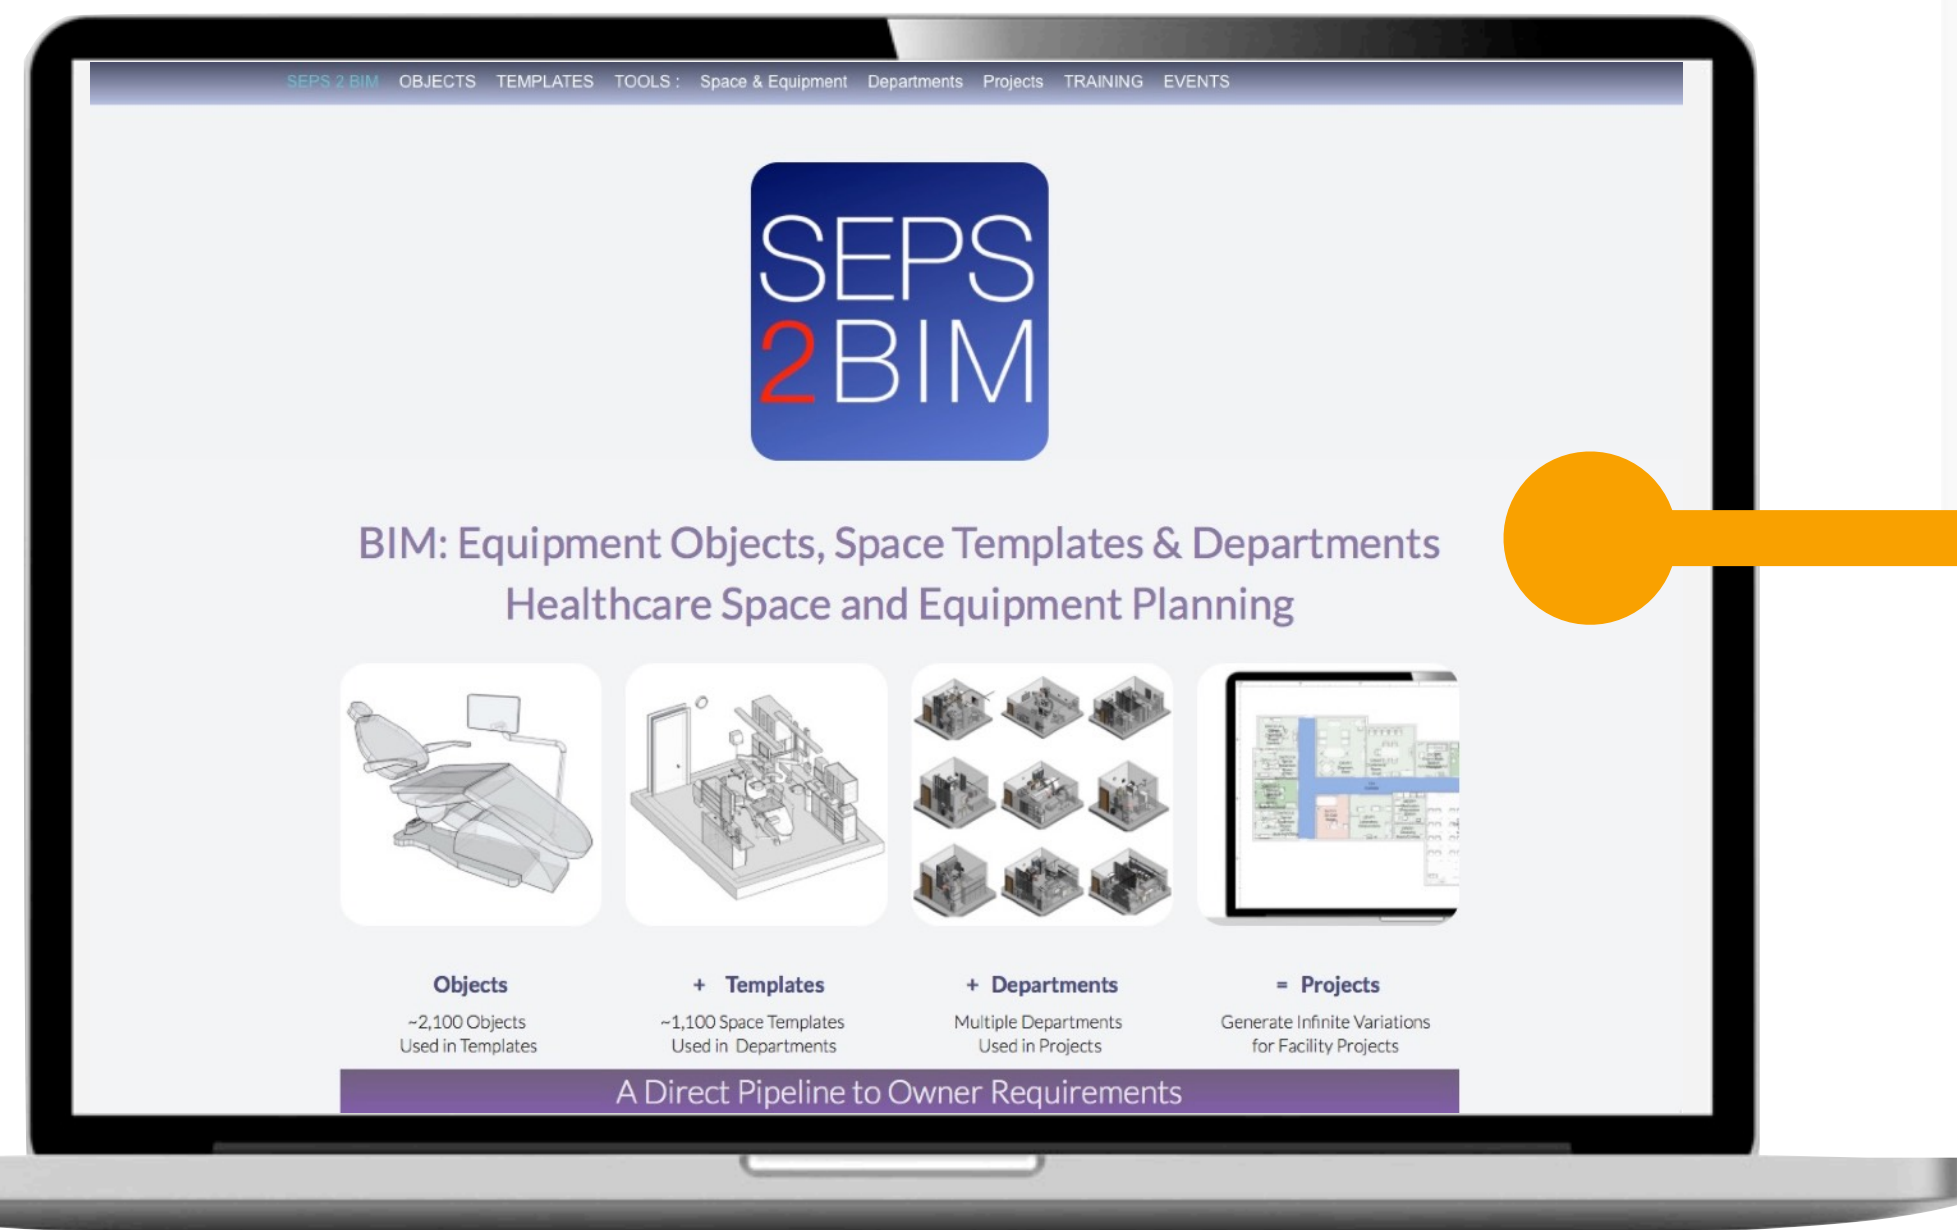 SEPS 2 BIM OBJECTS TEMPLATES TOOLS : Space & Equipment Departments Projects TRAINING EVENTS
SEPS
2BIM
BIM: Equipment Objects, Space Templates & Departments
Healthcare Space and Equipment Planning
Objects
~2,100 Objects
Used in Templates
+ Templates
~1,100 Space Templates
Used in Departments
+ Departments
Multiple Departments
Used in Projects
= Projects
Generate Infinite Variations
for Facility Projects
A Direct Pipeline to Owner Requirements